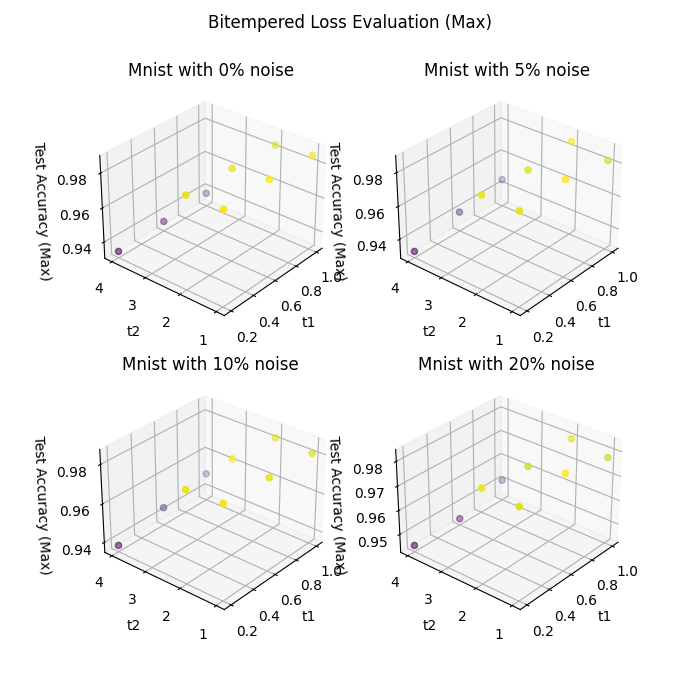 Bitempered Loss Evaluation (Max)
Mnist with 0% noise
Test Accuracy (Max)
0.98
0.96
0.94
4
3
2
1
t2
0.2
0.4
0.6
0.8
1.0
t1
Mnist with 5% noise
Test Accuracy (Max)
0.98
0.96
0.94
4
3
2
1
t2
0.2
0.4
0.6
0.8
1.0
t1
Mnist with 10% noise
Test Accuracy (Max)
0.98
0.96
0.94
4
3
2
1
t2
0.2
0.4
0.6
0.8
1.0
t1
Mnist with 20% noise
Test Accuracy (Max)
0.98
0.97
0.96
0.95
4
3
2
1
t2
0.2
0.4
0.6
0.8
1.0
t1